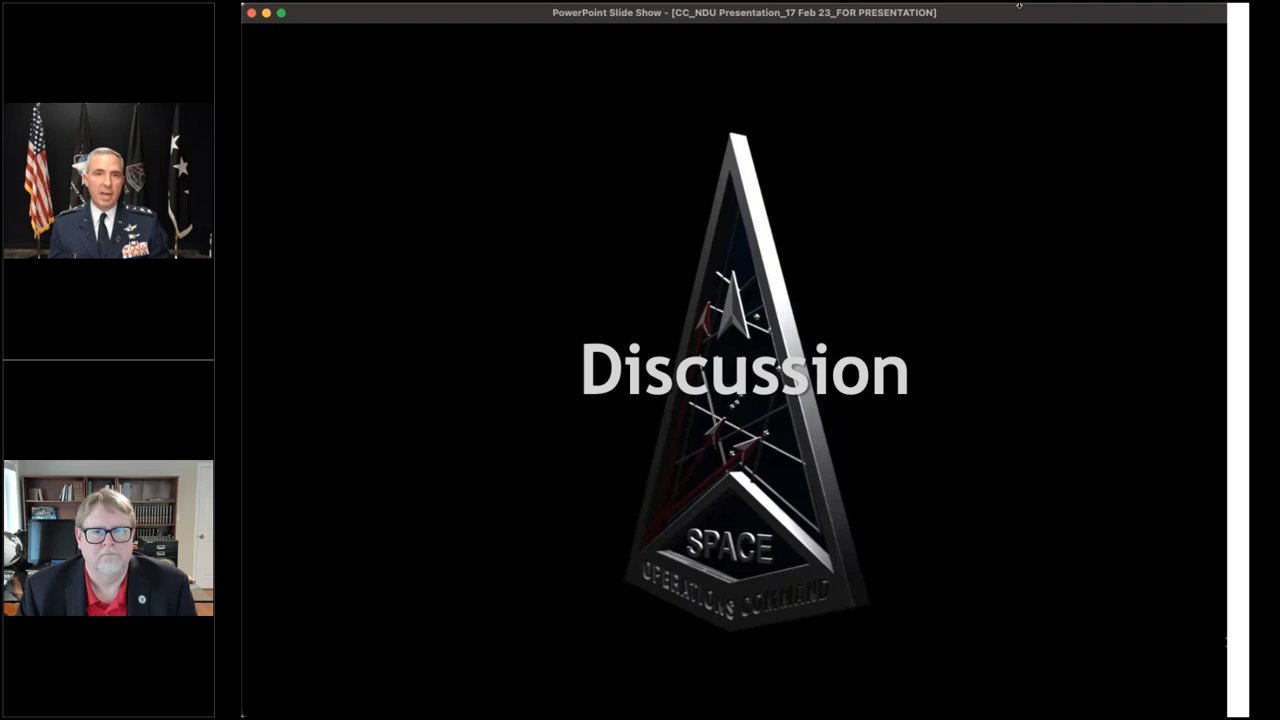 PowerPoint Slide Show - [CC_NDU Presentation_17 Feb 23_FOR PRESENTATION]
Discussion
SPACE
OPERATIONS COMMAND